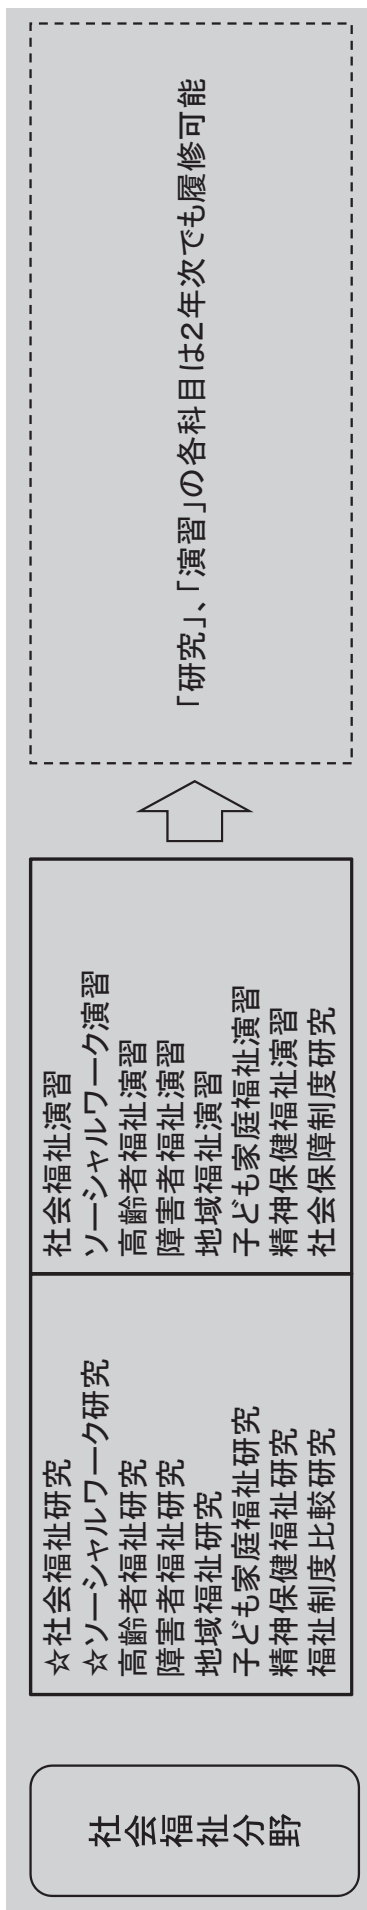 社会福祉分野
☆社会福祉研究
☆ソーシャルワーク研究
高齢者福祉研究
障害者福祉研究
地域福祉研究
子ども家庭福祉研究
精神保健福祉研究
福祉制度比較研究
社会福祉演習
ソーシャルワーク演習
高齢者福祉演習
障害者福祉演習
地域福祉演習
子ども家庭福祉演習
精神保健福祉演習
社会保障制度研究
「研究」、「演習」の各科目は2年次でも履修可能